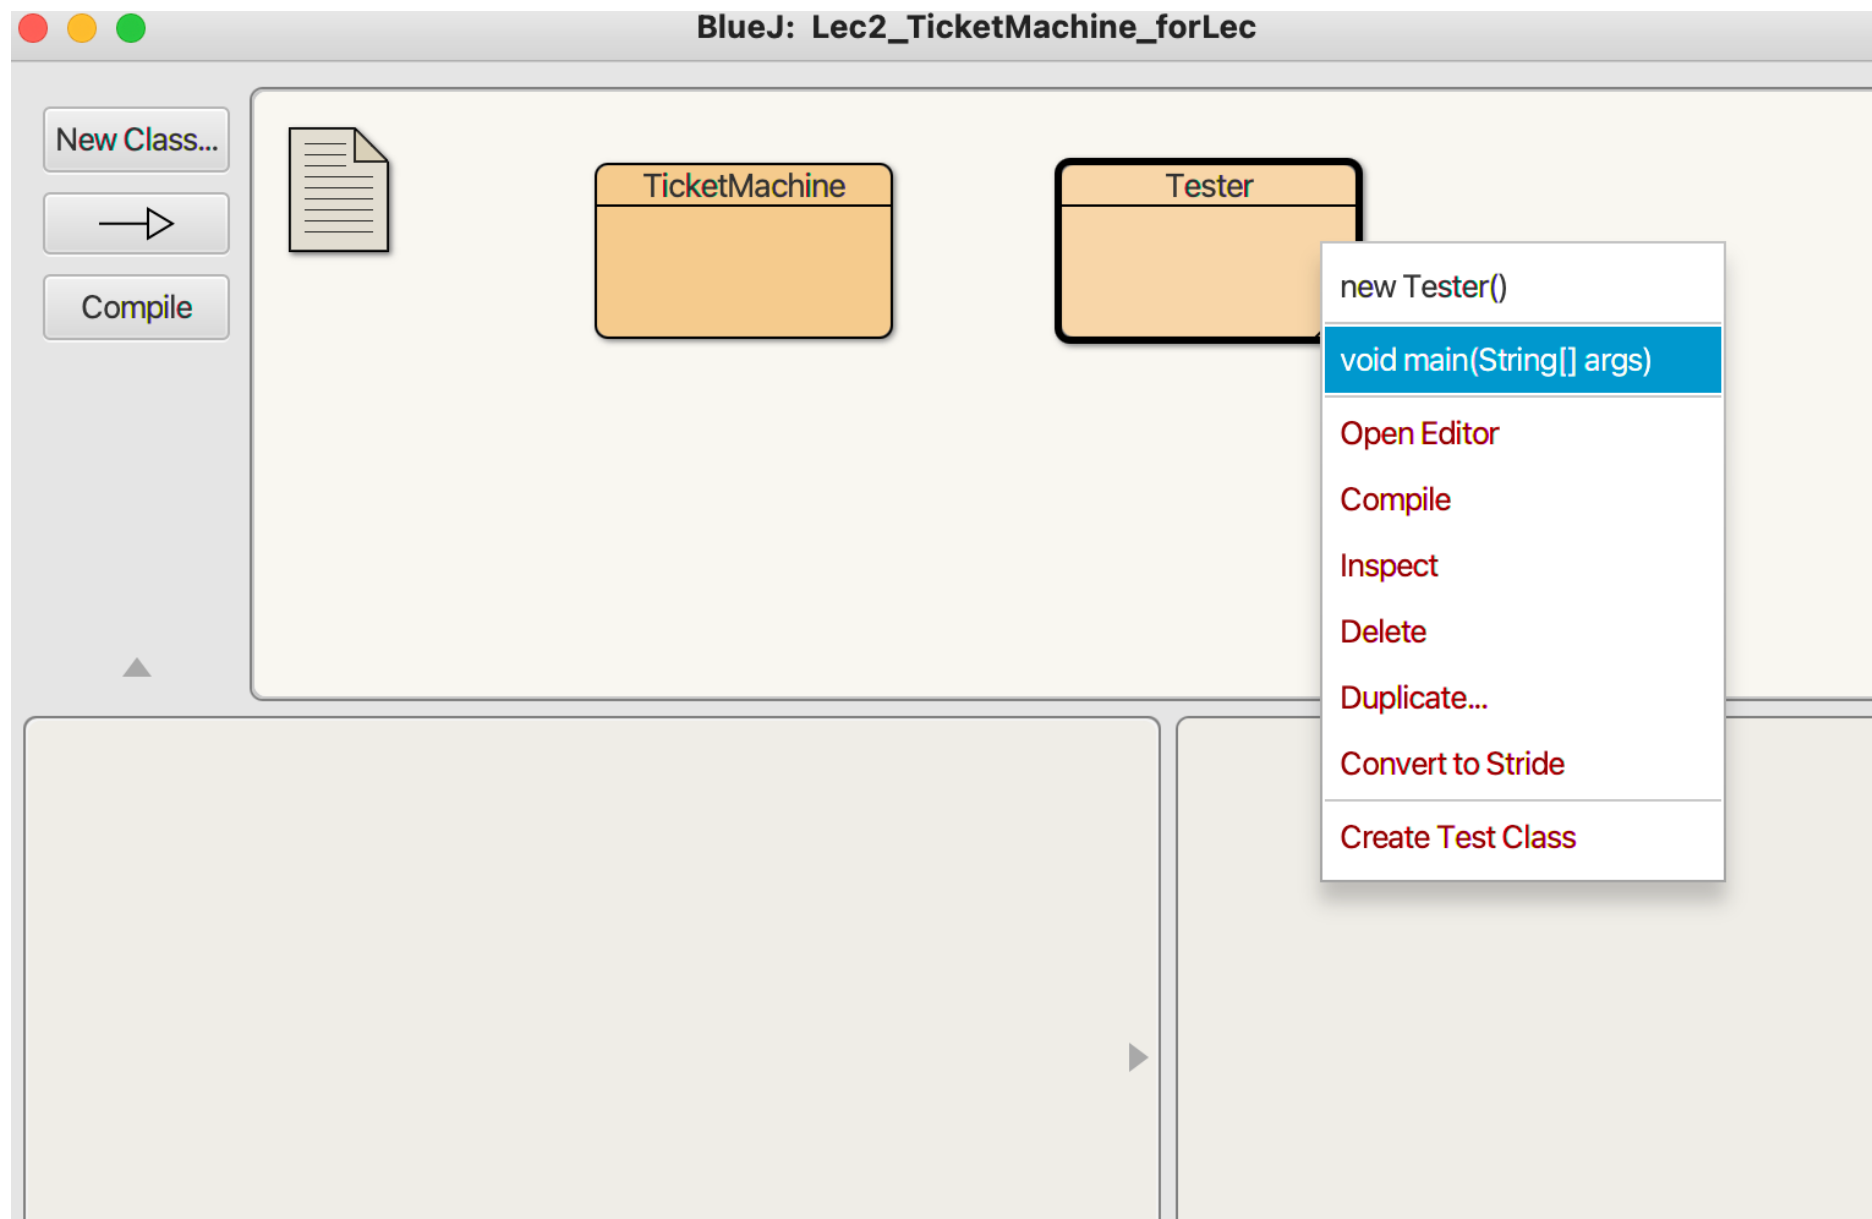 BlueJ: Lec2_TicketMachine_forLec
New Class...
Compile
TicketMachine
Tester
new Tester()
void main(String[] args)
Open Editor
Compile
Inspect
Delete
Duplicate...
Convert to Stride
Create Test Class